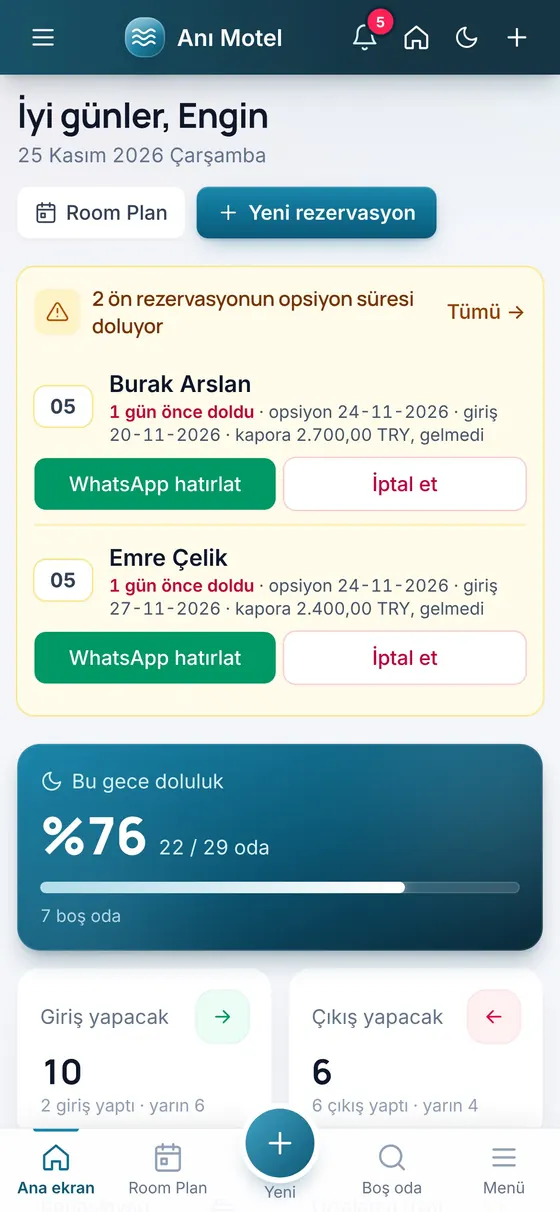 Anı Motel
5
İyi günler, Engin
25 Kasım 2026 Çarşamba
Room Plan
Yeni rezervasyon
2 ön rezervasyonun opsiyon süresi
doluyor
Tümü →
05
Burak Arslan
1 gün önce doldu · opsiyon 24-11-2026 · giriş
20-11-2026 · kapora 2.700,00 TRY, gelmedi
WhatsApp hatırlat
İptal et
05
Emre Çelik
1 gün önce doldu · opsiyon 24-11-2026 · giriş
27-11-2026 · kapora 2.400,00 TRY, gelmedi
WhatsApp hatırlat
İptal et
Bu gece doluluk
%76 22 / 29 oda
7 boş oda
Giriş yapacak
10
2 giriş yaptı · yarın 6
Çıkış yapacak
6
6 çıkış yaptı · yarın 4
Ana ekran
Room Plan
Yeni
Boş oda
Menü